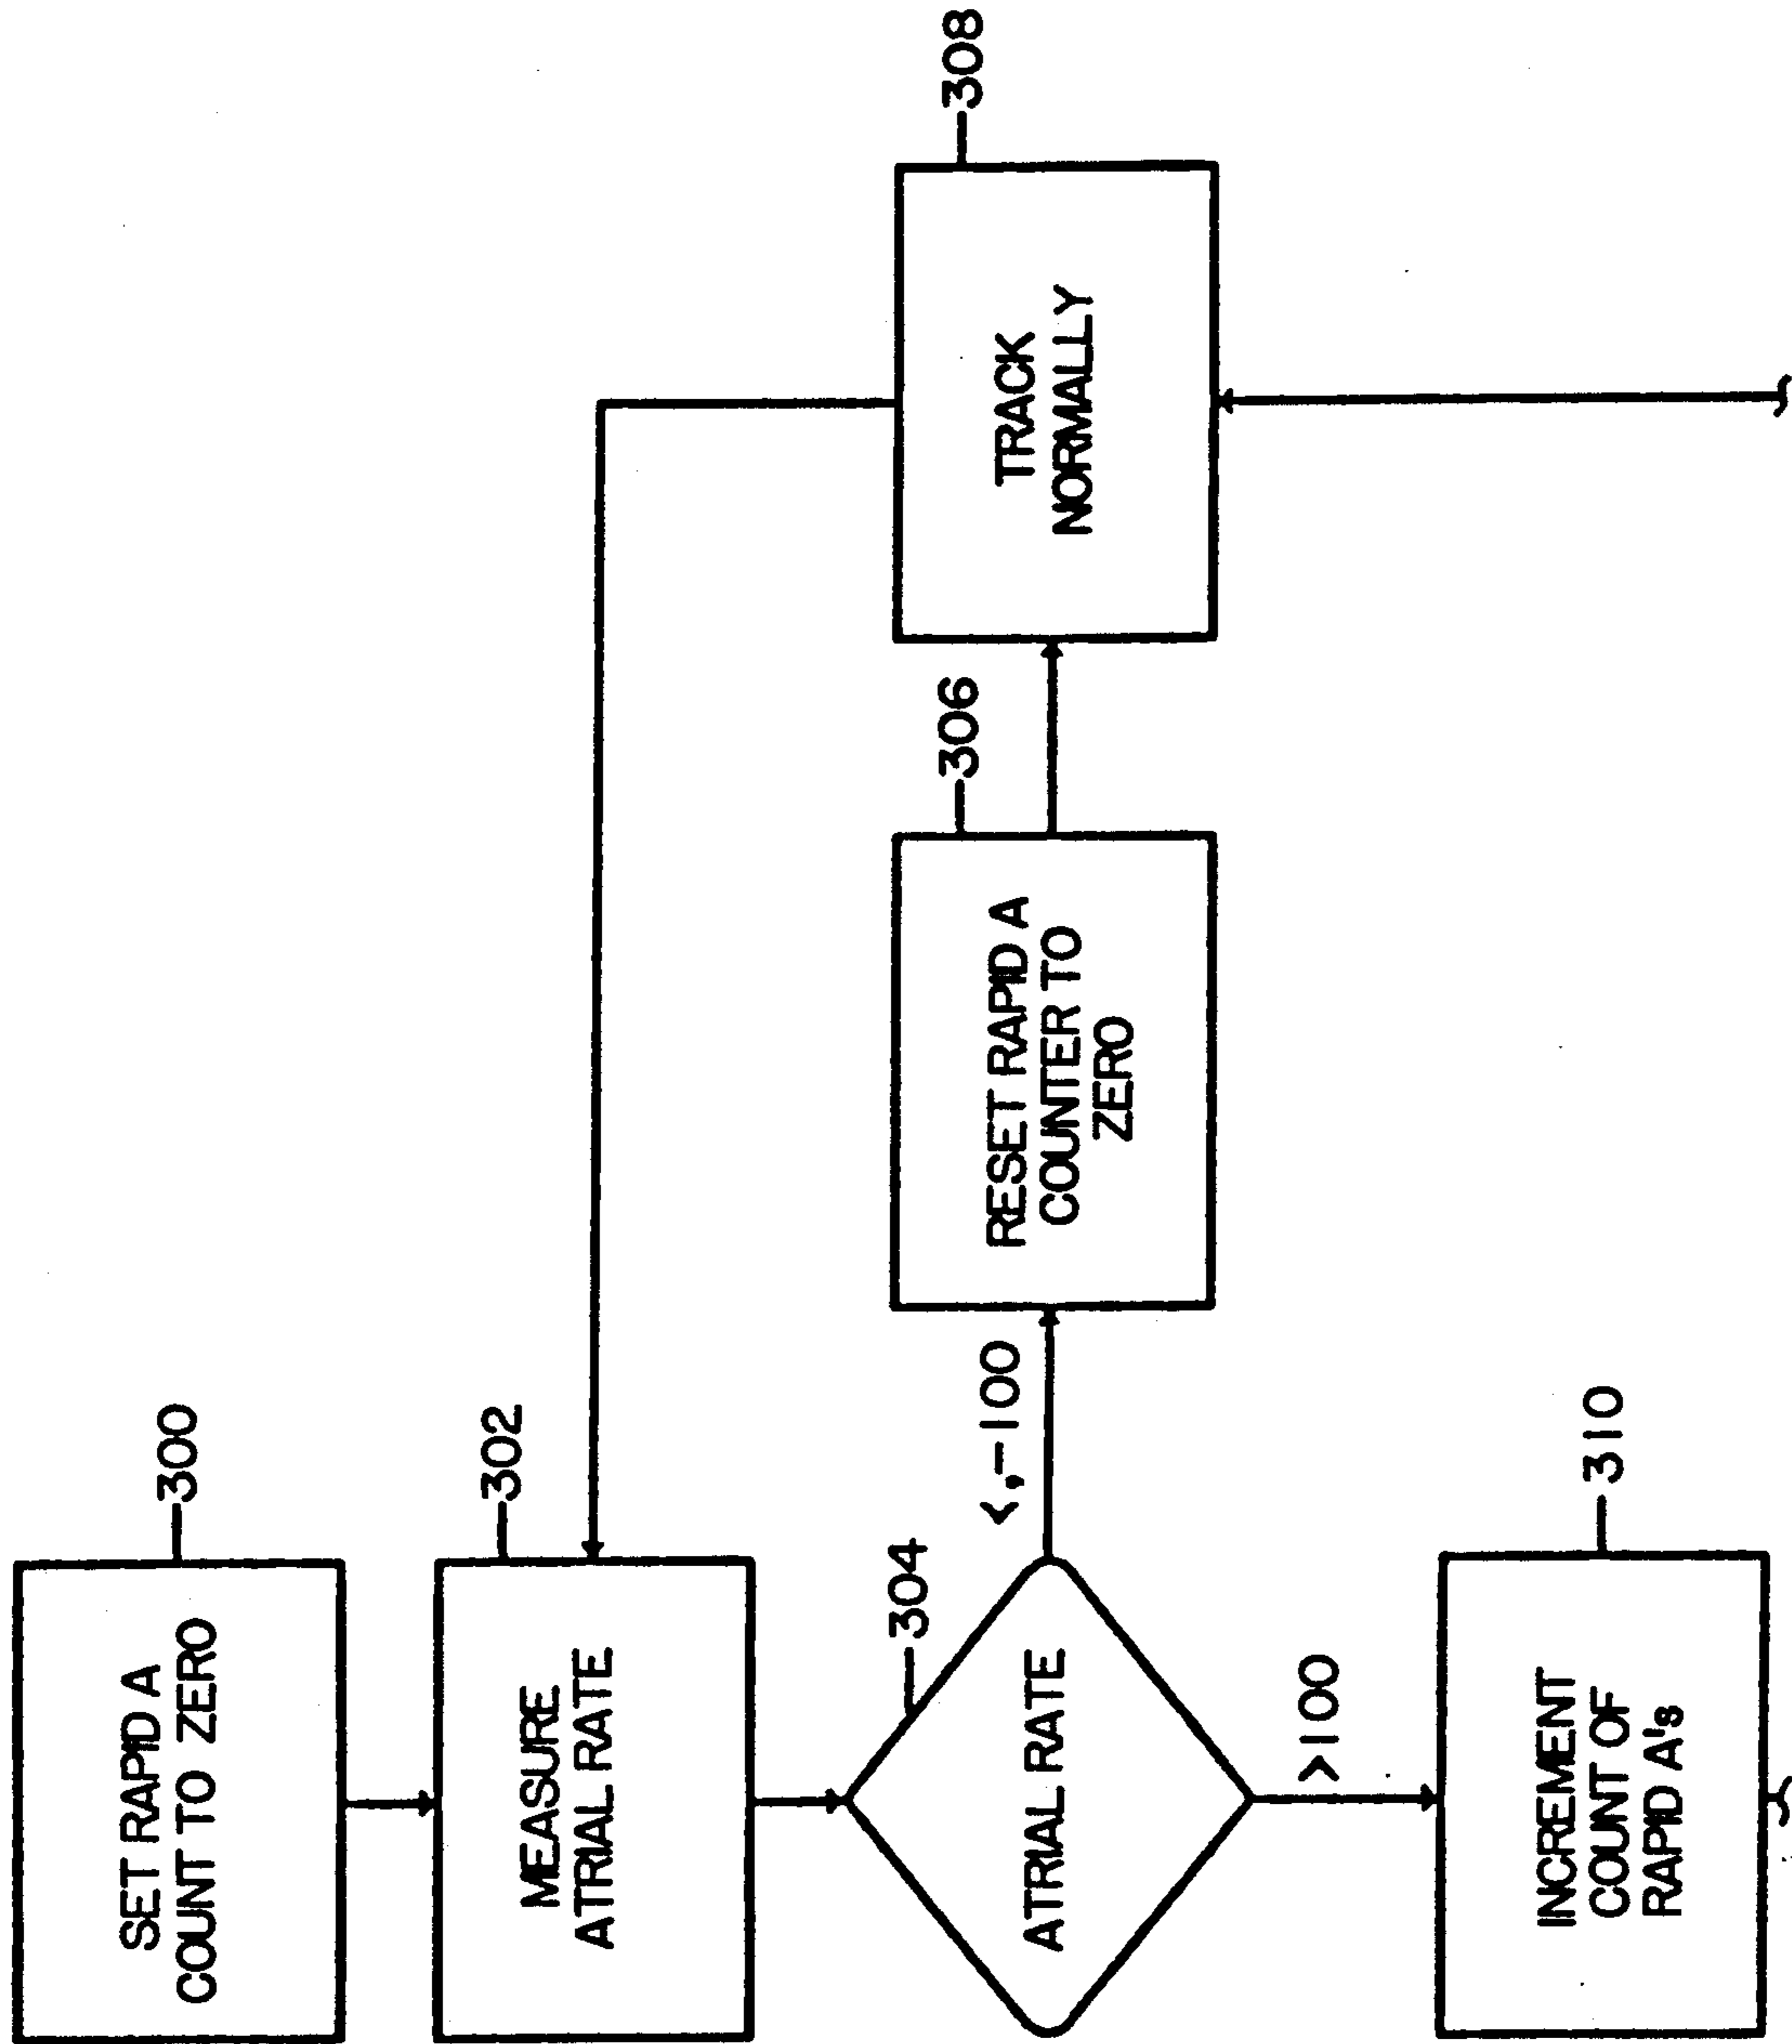 SET RAPID A
COUNT TO ZERO
300
MEASURE
ATRIAL RATE
302
ATRIAL RATE
304
<,-100
RESET RAPID A
COUNTER TO
ZERO
306
TRACK
NORMALLY
308
>100
INCREMENT
COUNT OF
RAPID A's
310